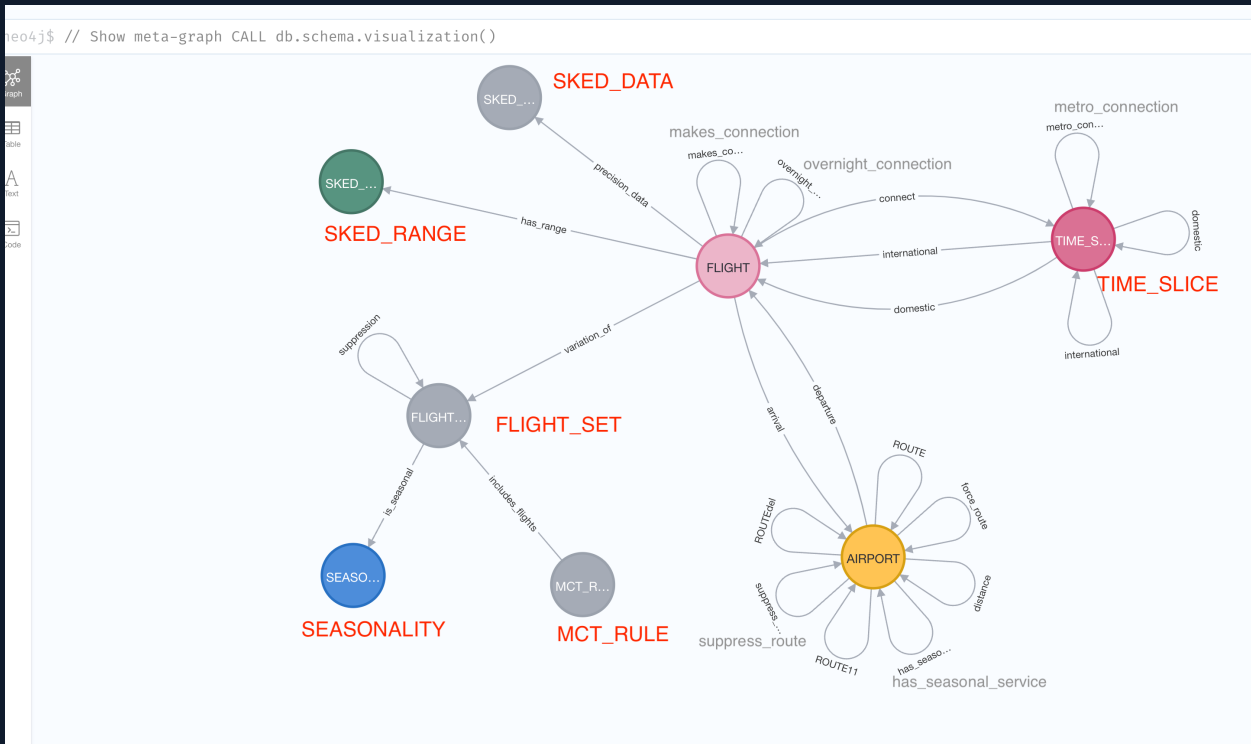 neo4j$ // Show meta-graph CALL db.schema.visualization()
Graph
Table
Text
Code
SKED_...
SKED_DATA
SKED_...
SKED_RANGE
precision_data
has_range
makes_connection
makes_co...
overnight_...
overnight_connection
metro_connection
metro_con...
connect
international
domestic
FLIGHT
TIME_S...
domestic
TIME_SLICE
international
suppression
variation_of
FLIGHT...
FLIGHT_SET
arrival
departure
is_seasonal
includes_flights
SEASO...
SEASONALITY
MCT_R...
MCT_RULE
ROUTE
force_route
ROUTEdel
AIRPORT
distance
suppress_...
suppress_route
ROUTE11
has_seaso...
has_seasonal_service